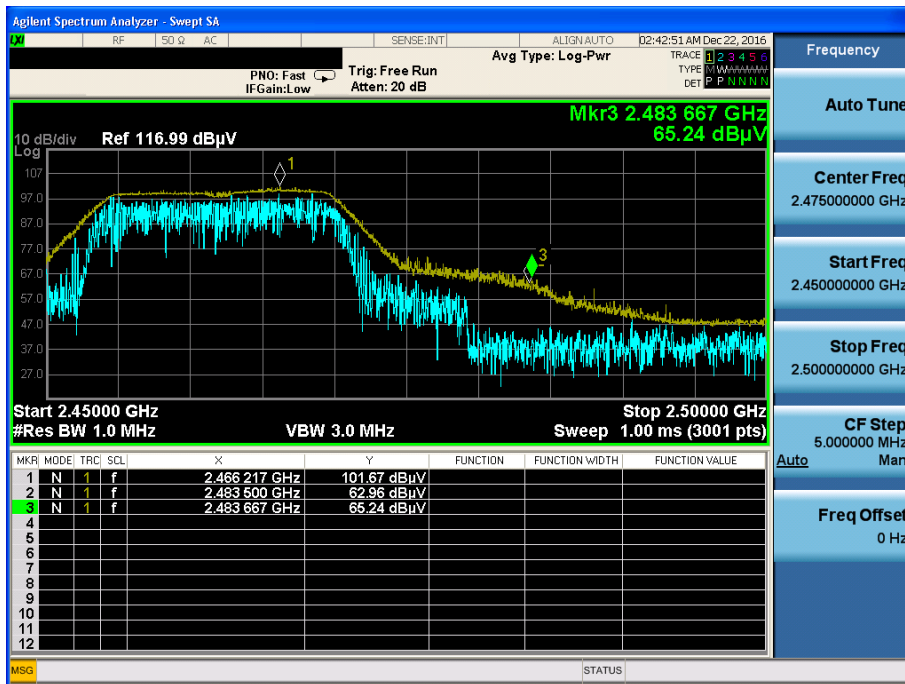 Agilent Spectrum Analyzer - Swept SA
LXI RF 50 Ω AC SENSE:INT ALIGN AUTO 02:42:51 AM Dec 22, 2016
Frequency
Avg Type: Log-Pwr TRACE 1 2 3 4 5 6
PNO: Fast Trig: Free Run TYPE M W W W W W
IFGain:Low Atten: 20 dB DET P P N N N N
Auto Tune
Mkr3 2.483 667 GHz
65.24 dBµV
10 dB/div Ref 116.99 dBµV
Log
107
97.0
87.0
77.0
67.0
57.0
47.0
37.0
27.0
1
3
Center Freq
2.475000000 GHz
Start Freq
2.450000000 GHz
Stop Freq
2.500000000 GHz
Start 2.45000 GHz Stop 2.50000 GHz
#Res BW 1.0 MHz VBW 3.0 MHz Sweep 1.00 ms (3001 pts)
CF Step
5.000000 MHz
Auto Man
MKR MODE TRC SCL X Y FUNCTION FUNCTION WIDTH FUNCTION VALUE
1 N 1 f 2.466 217 GHz 101.67 dBµV
2 N 1 f 2.483 500 GHz 62.96 dBµV
3 N 1 f 2.483 667 GHz 65.24 dBµV
4
5
6
7
8
9
10
11
12
Freq Offset
0 Hz
MSG STATUS